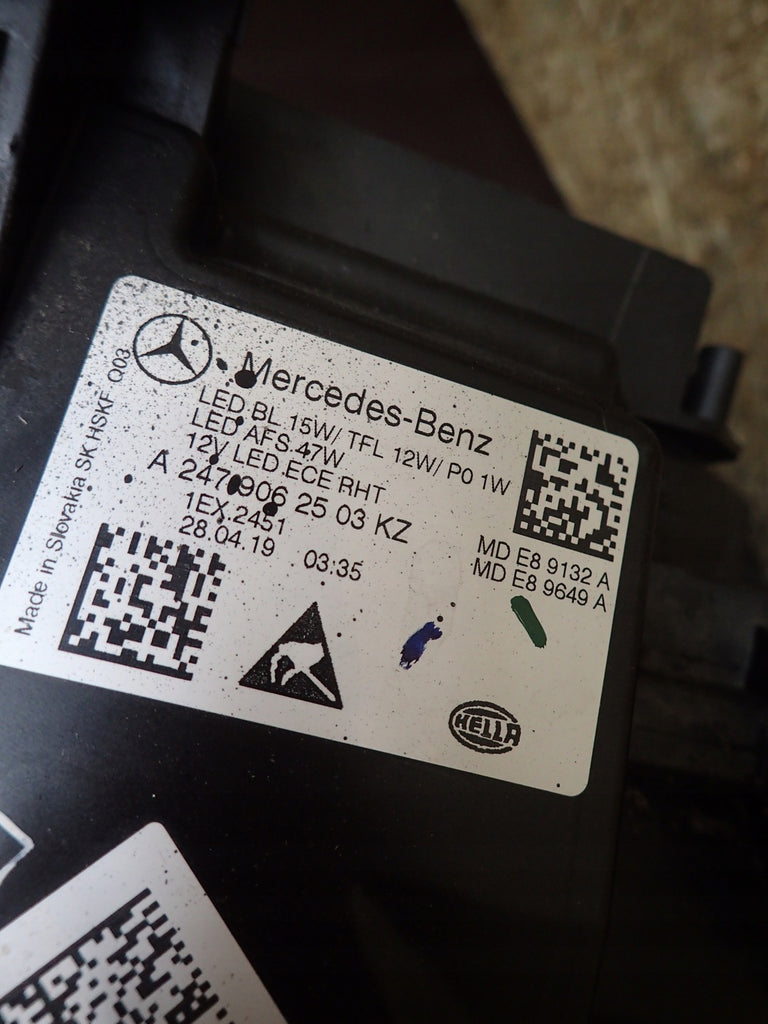 Mercedes-Benz
LED BL 15W/ TFL 12W/ P0 1W
LED AFS 47W
12V LED ECE RHT
A 247 906 25 03 KZ
1EX.2451
28.04.19 03:35
MD E8 9132 A
MD E8 9649 A
Made in Slovakia SK HSKF Q03
HELLA